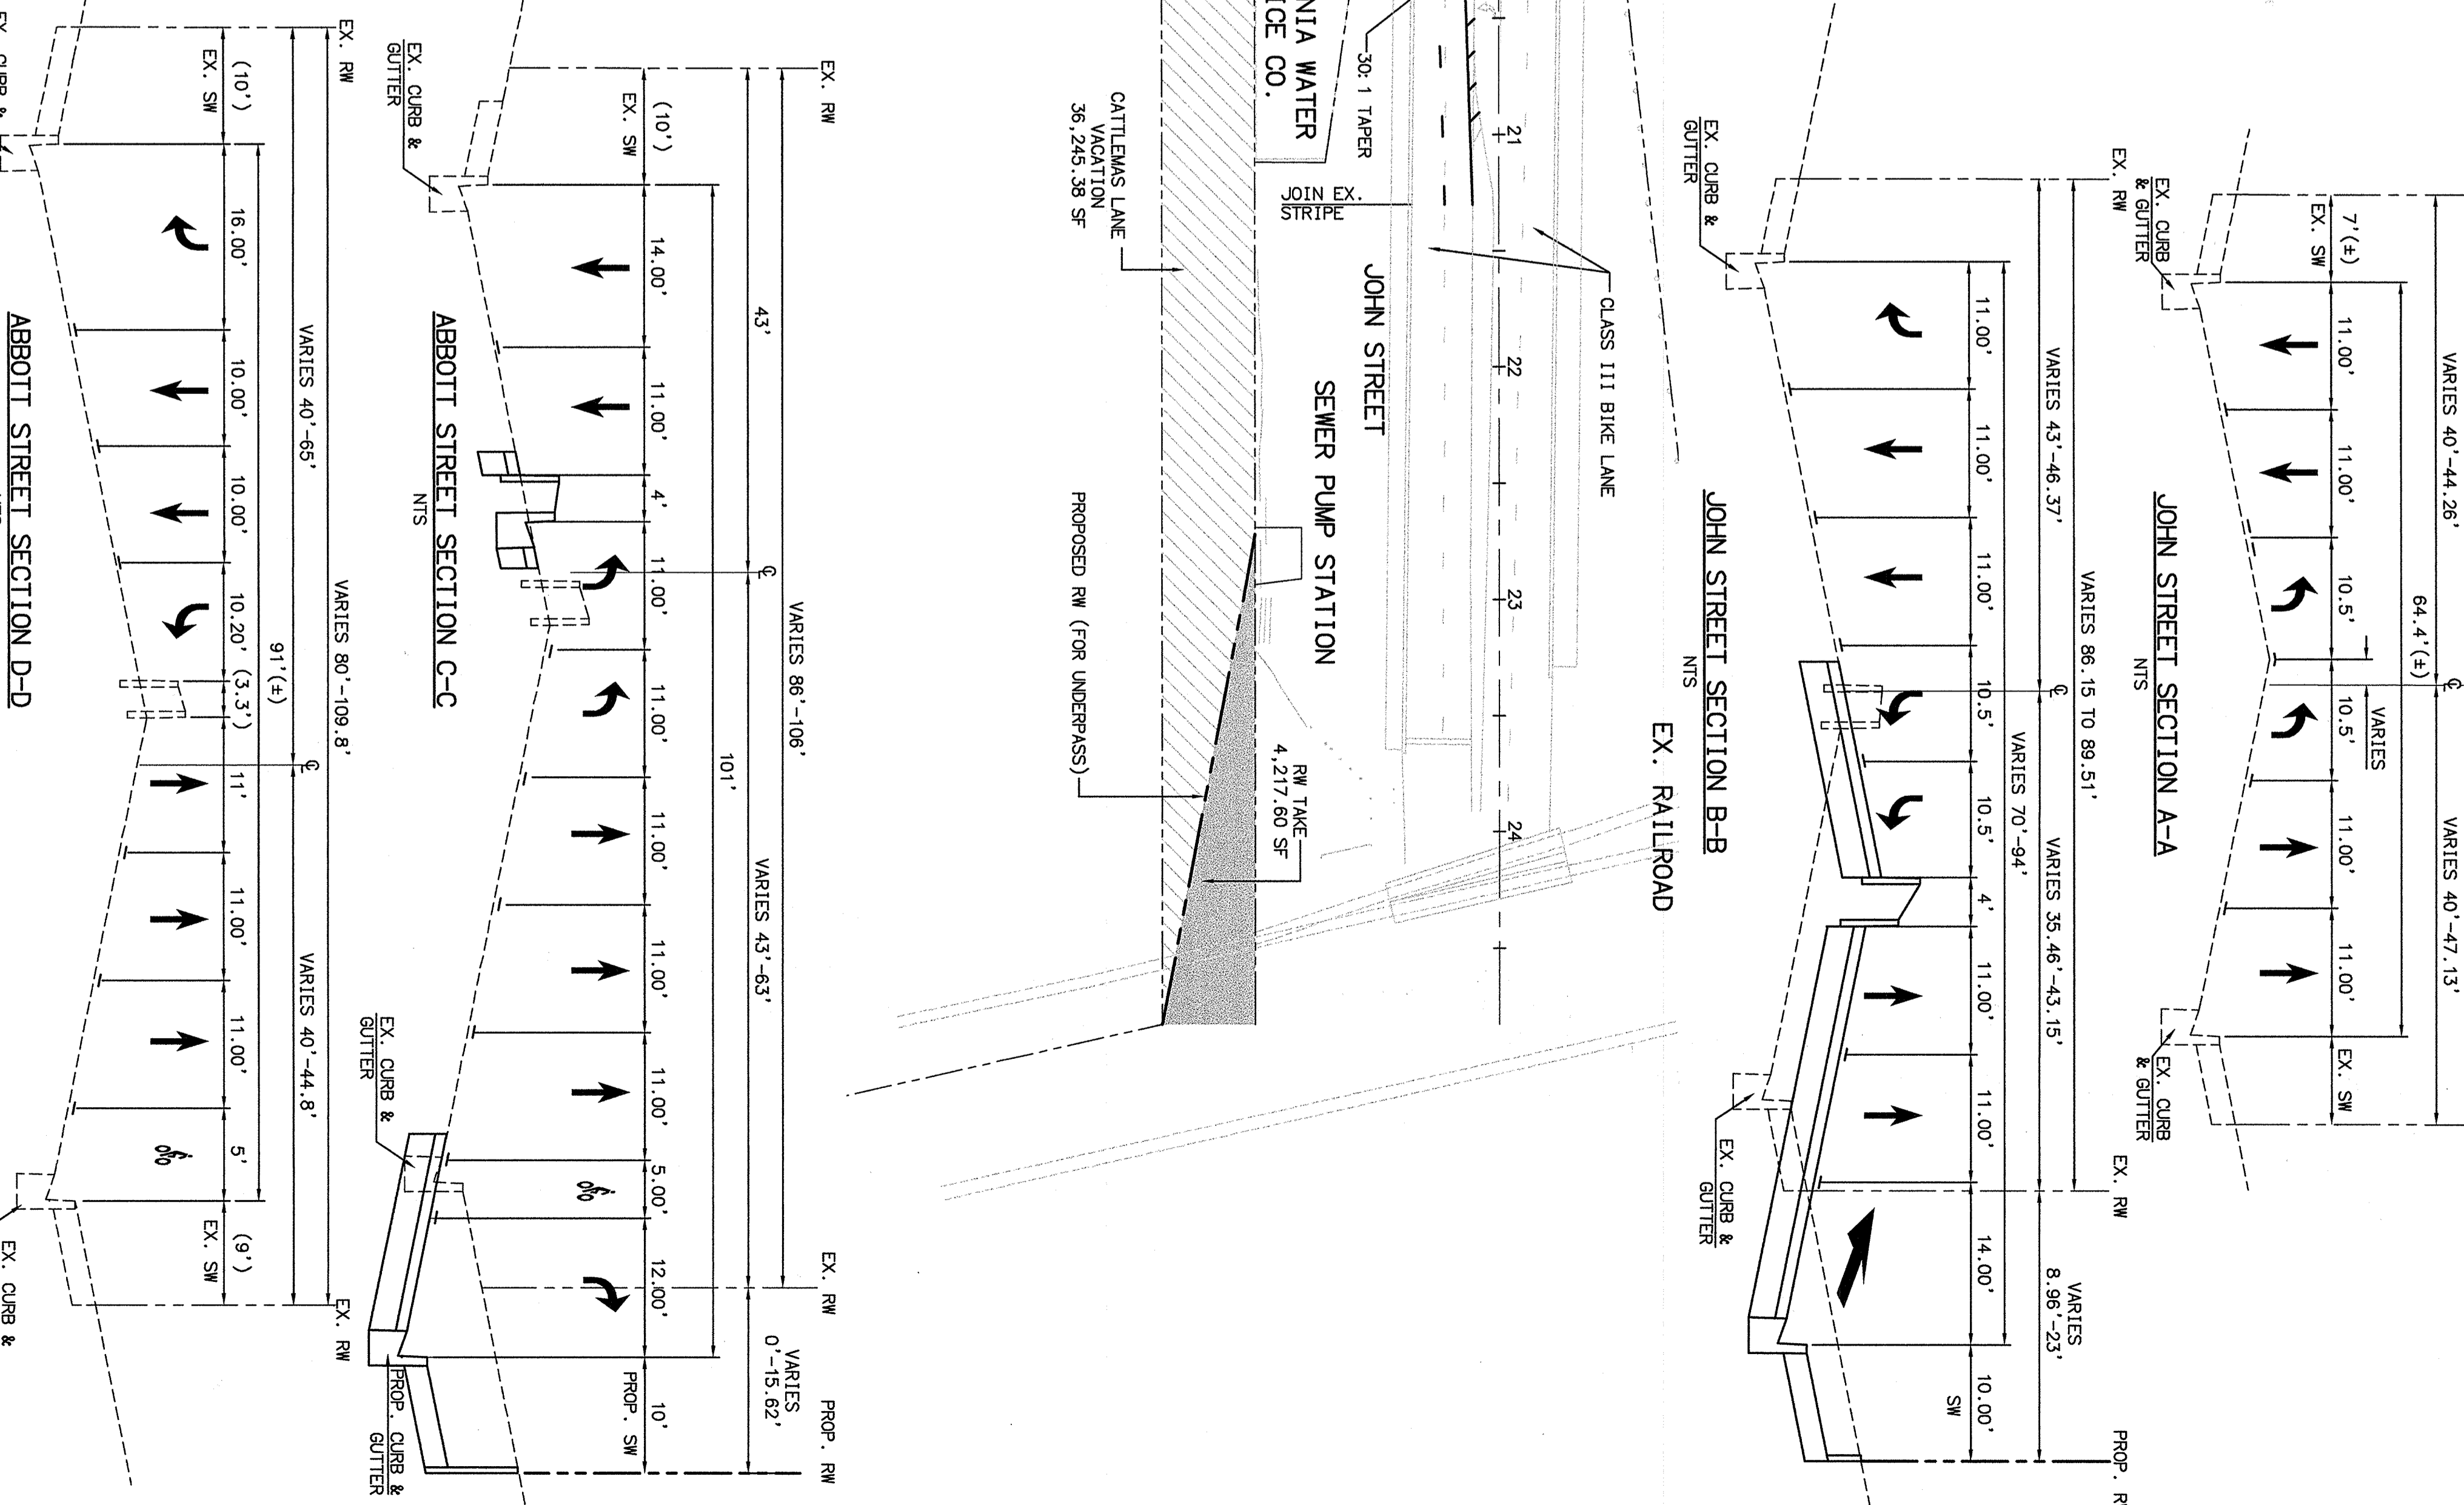 VARIES 40'-44.26'
℄
VARIES 40'-47.13'
64.4'(±)
7'(±)
EX. SW
11.00'
11.00'
10.5'
VARIES
10.5'
11.00'
11.00'
EX. SW
EX. CURB
& GUTTER
EX. CURB
& GUTTER
JOHN STREET SECTION A-A
NTS
EX. RW
EX. RW
PROP.
VARIES 86.15 TO 89.51'
VARIES 43'-46.37'
℄
VARIES 35.46'-43.15'
VARIES
8.96'-23'
VARIES 70'-94'
11.00'
11.00'
11.00'
10.5'
10.5'
4'
11.00'
11.00'
14.00'
10.00'
SW
EX. CURB &
GUTTER
EX. CURB &
GUTTER
JOHN STREET SECTION B-B
NTS
EX. RAILROAD
CLASS III BIKE LANE
21
22
23
24
JOHN STREET
30:1 TAPER
JOIN EX.
STRIPE
SEWER PUMP STATION
NIA WATER
ICE CO.
RW TAKE
4,217.60 SF
CATTLEMAS LANE
VACATION
36,245.38 SF
PROPOSED RW (FOR UNDERPASS)
EX. RW
EX. RW
PROP. RW
VARIES 86'-106'
43'
℄
VARIES 43'-63'
VARIES
0'-15.62'
101'
(10')
EX. SW
14.00'
11.00'
4'
11.00'
11.00'
11.00'
11.00'
11.00'
5.00'
12.00'
10'
PROP. SW
EX. CURB &
GUTTER
EX. CURB &
GUTTER
PROP. CURB &
GUTTER
ABBOTT STREET SECTION C-C
NTS
EX. RW
EX. RW
VARIES 80'-109.8'
VARIES 40'-65'
℄
VARIES 40'-44.8'
91'(±)
(10')
EX. SW
16.00'
10.00'
10.00'
10.20'
(3.3')
11'
11.00'
11.00'
5'
(9')
EX. SW
EX. CURB &
EX. CURB &
ABBOTT STREET SECTION D-D